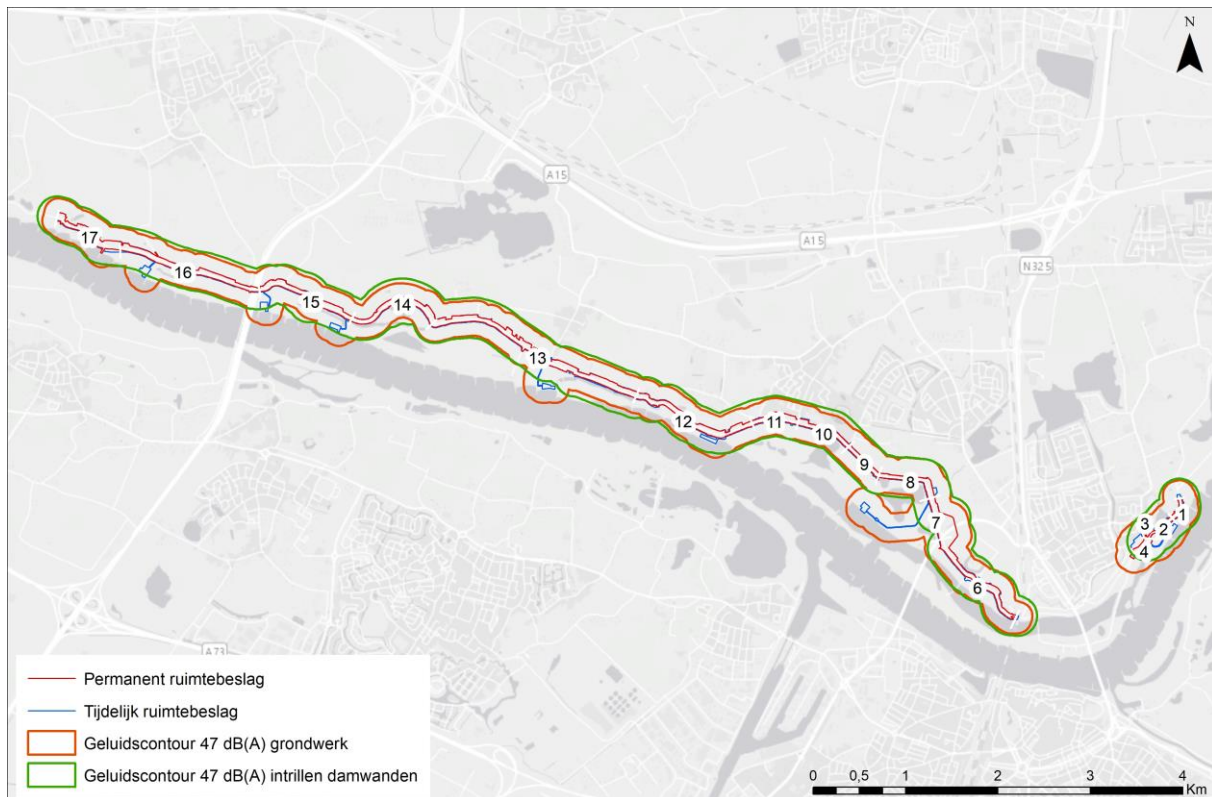 N
A15
A15
N325
17
16
15
14
13
12
11
10
9
8
7
6
3
1
2
4
A73
Permanent ruimtebeslag
Tijdelijk ruimtebeslag
Geluidscontour 47 dB(A) grondwerk
Geluidscontour 47 dB(A) intrillen damwanden
0 0,5 1 2 3 4
Km